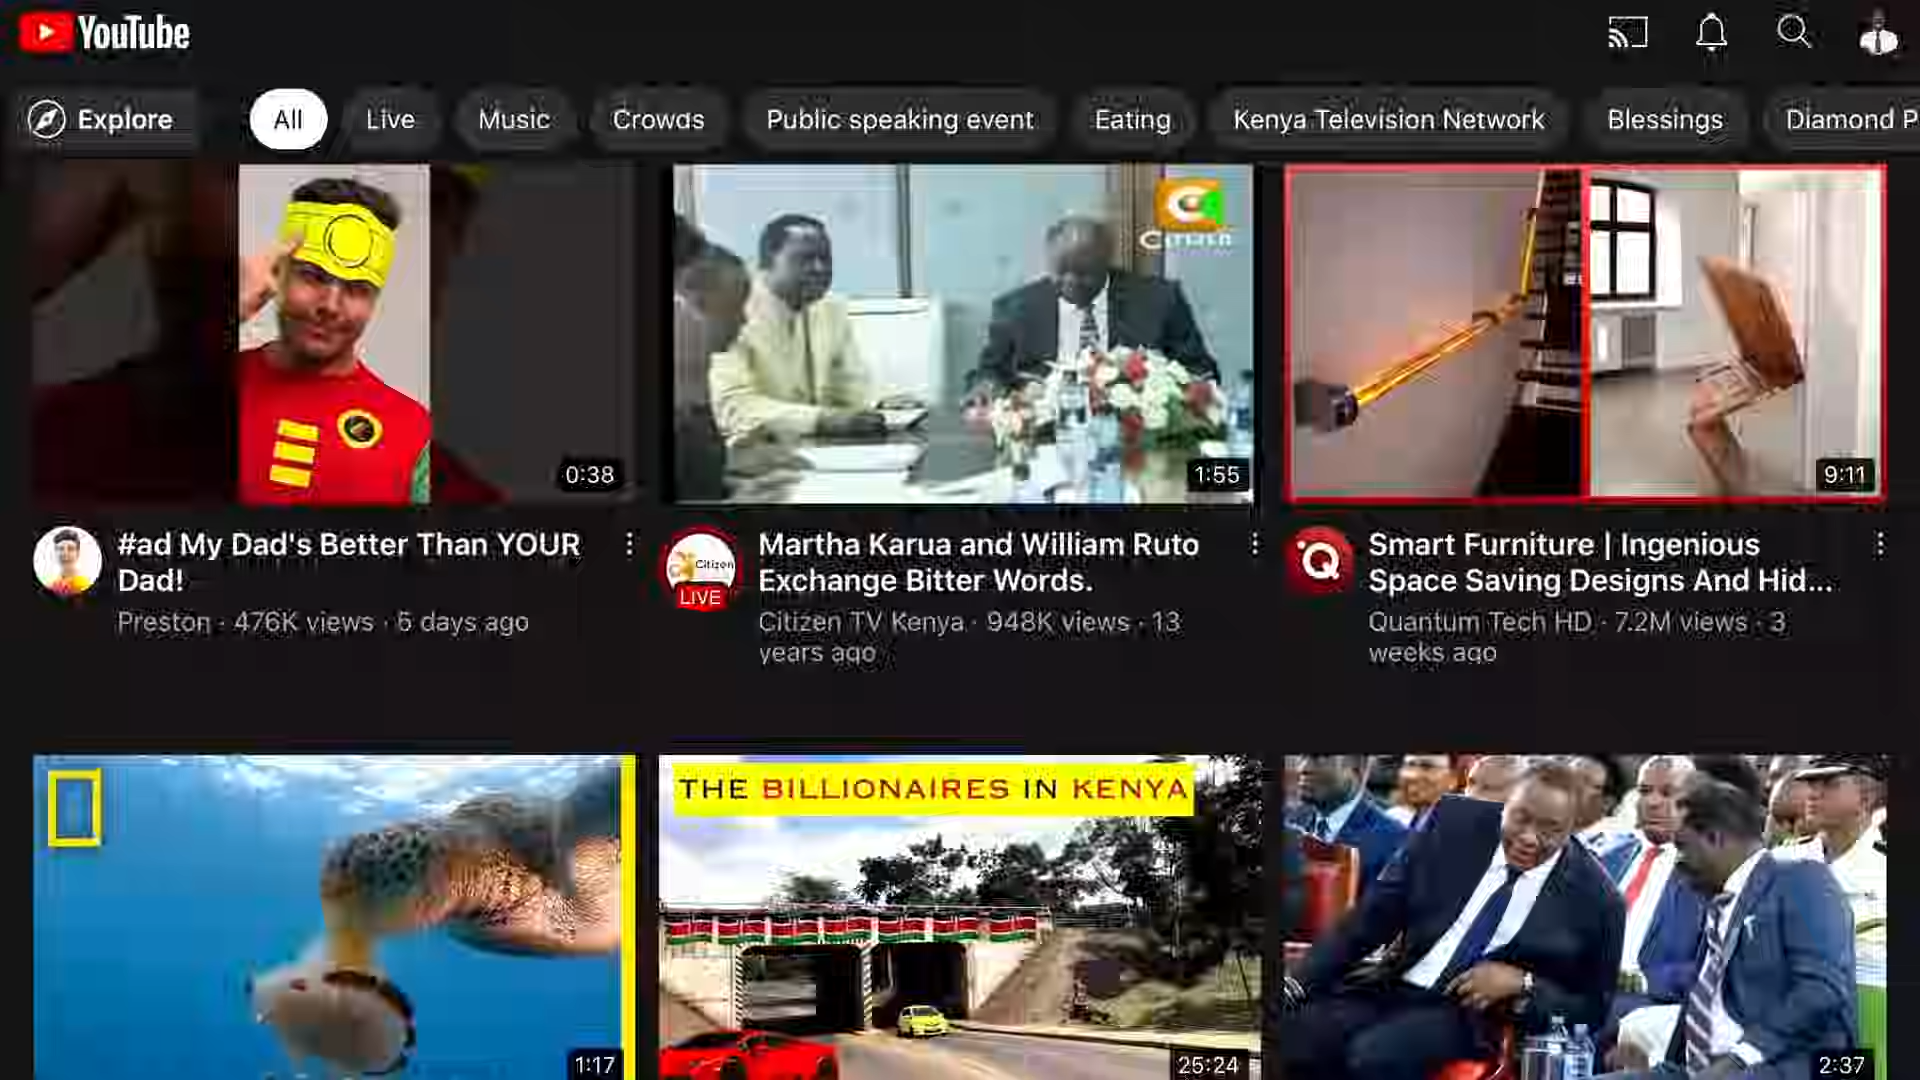 YouTube
Explore
All
Live
Music
Crowds
Public speaking event
Eating
Kenya Television Network
Blessings
Diamond P
CITIZEN
0:38
1:55
9:11
#ad My Dad's Better Than YOUR
Dad!
Preston · 476K views · 5 days ago
Citizen
LIVE
Martha Karua and William Ruto
Exchange Bitter Words.
Citizen TV Kenya · 948K views · 13
years ago
Q
Smart Furniture | Ingenious
Space Saving Designs And Hid...
Quantum Tech HD · 7.2M views · 3
weeks ago
THE BILLIONAIRES IN KENYA
1:17
25:24
2:37